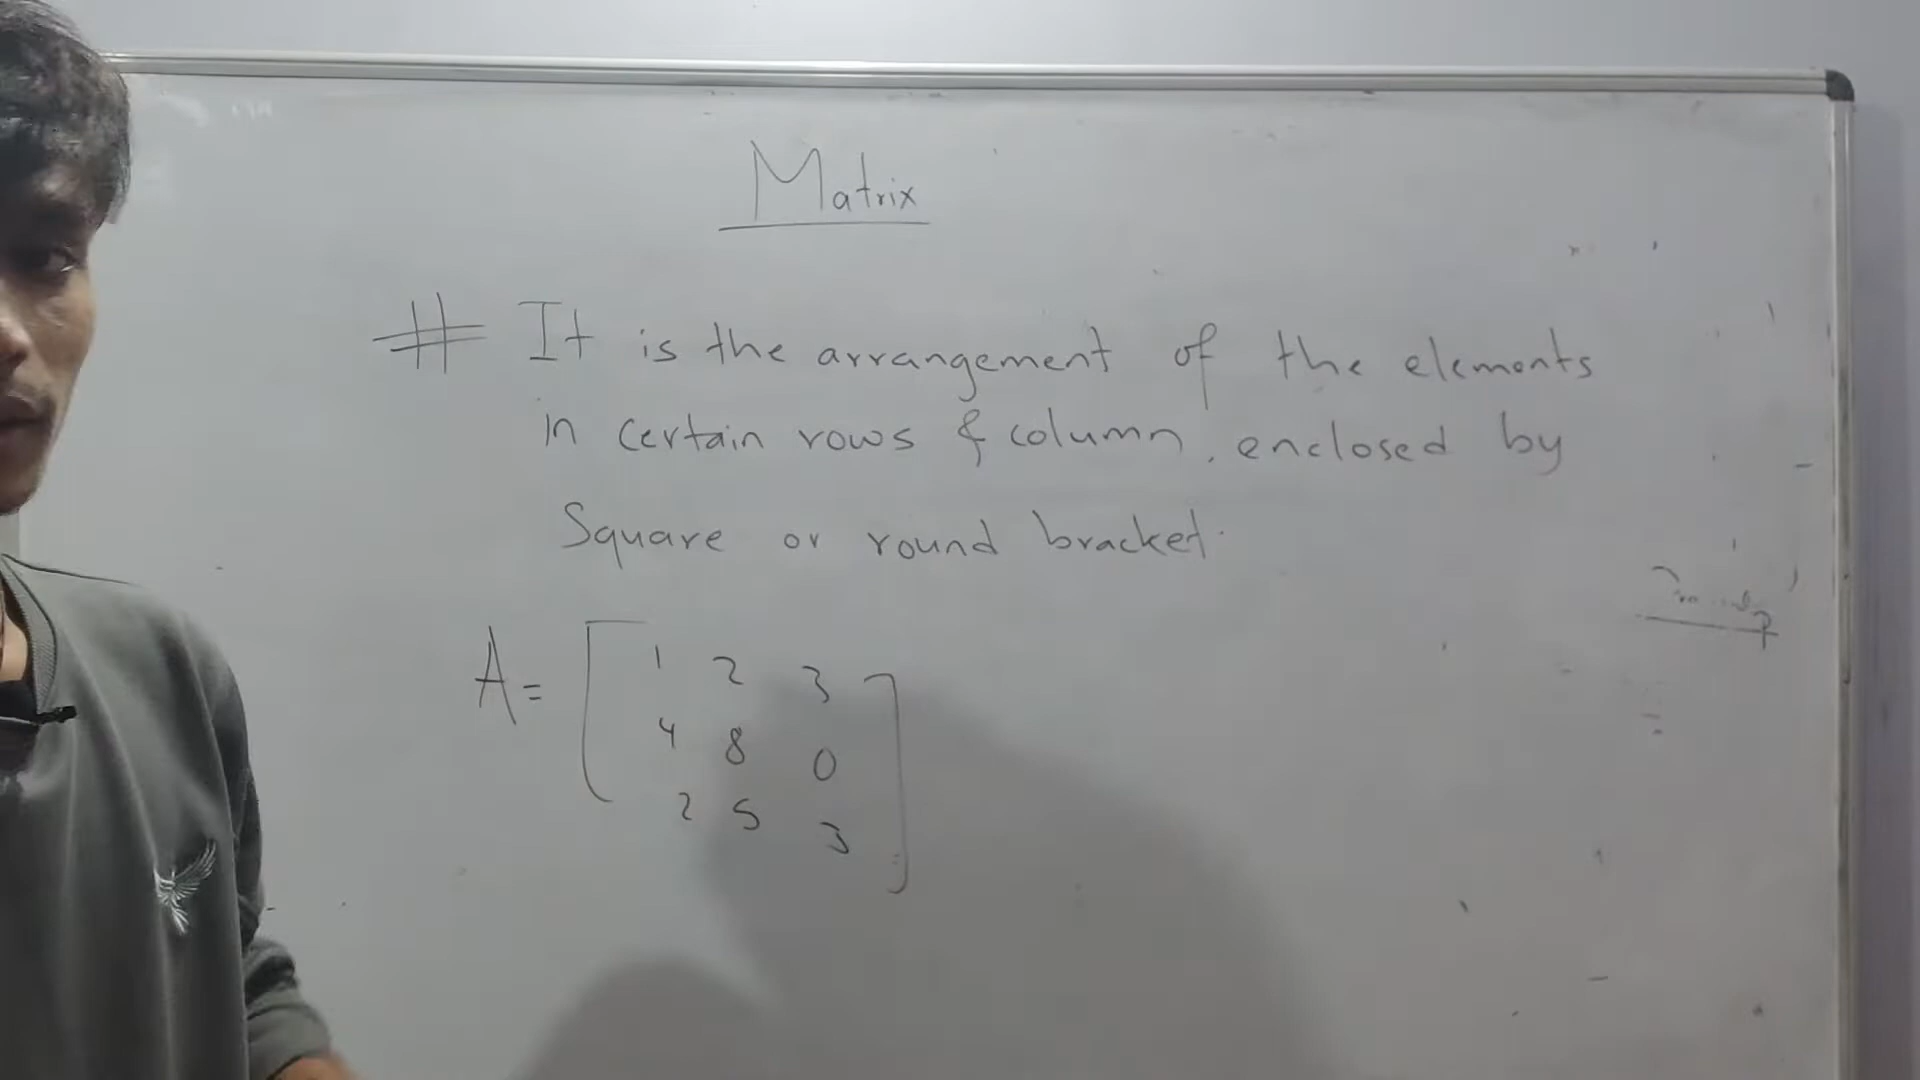 Matrix
# It is the arrangement of the elements
in certain rows & column, enclosed by
Square or round bracket.
A = [ 1 2 3
4 8 0
2 5 3 ]